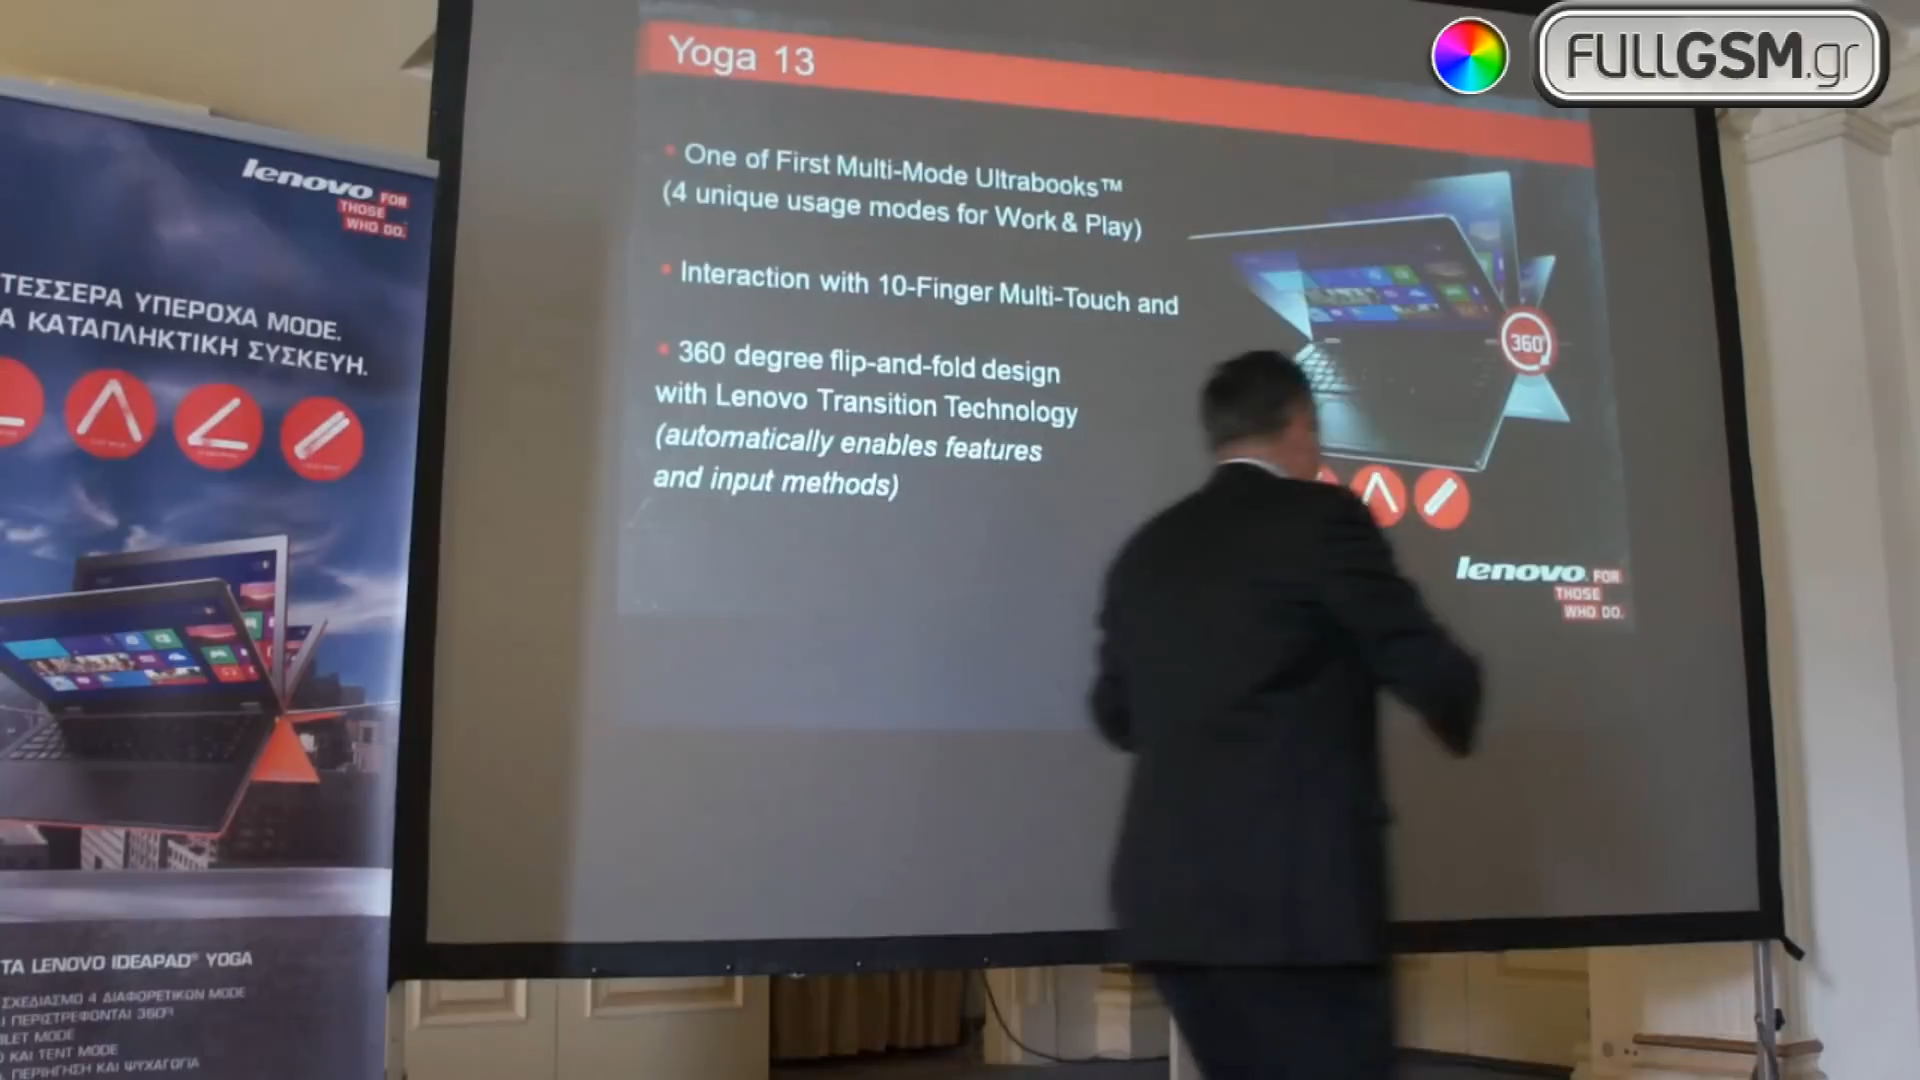 FULLGSM.gr
Yoga 13
• One of First Multi-Mode Ultrabooks™
(4 unique usage modes for Work & Play)
• Interaction with 10-Finger Multi-Touch and
• 360 degree flip-and-fold design
with Lenovo Transition Technology
(automatically enables features
and input methods)
360°
lenovo. FOR
THOSE
WHO DO.
lenovo FOR
THOSE
WHO DO.
ΤΕΣΣΕΡΑ ΥΠΕΡΟΧΑ MODE.
Α ΚΑΤΑΠΛΗΚΤΙΚΗ ΣΥΣΚΕΥΗ.
ΤΑ LENOVO IDEAPAD® YOGA
ΣΧΕΔΙΑΣΜΟ 4 ΔΙΑΦΟΡΕΤΙΚΩΝ MODE
Ι ΠΕΡΙΣΤΡΕΦΟΝΤΑΙ 360°
BLET MODE
Ο ΚΑΙ TENT MODE
ΠΕΡΙΗΓΗΣΗ ΚΑΙ ΨΥΧΑΓΩΓΙΑ